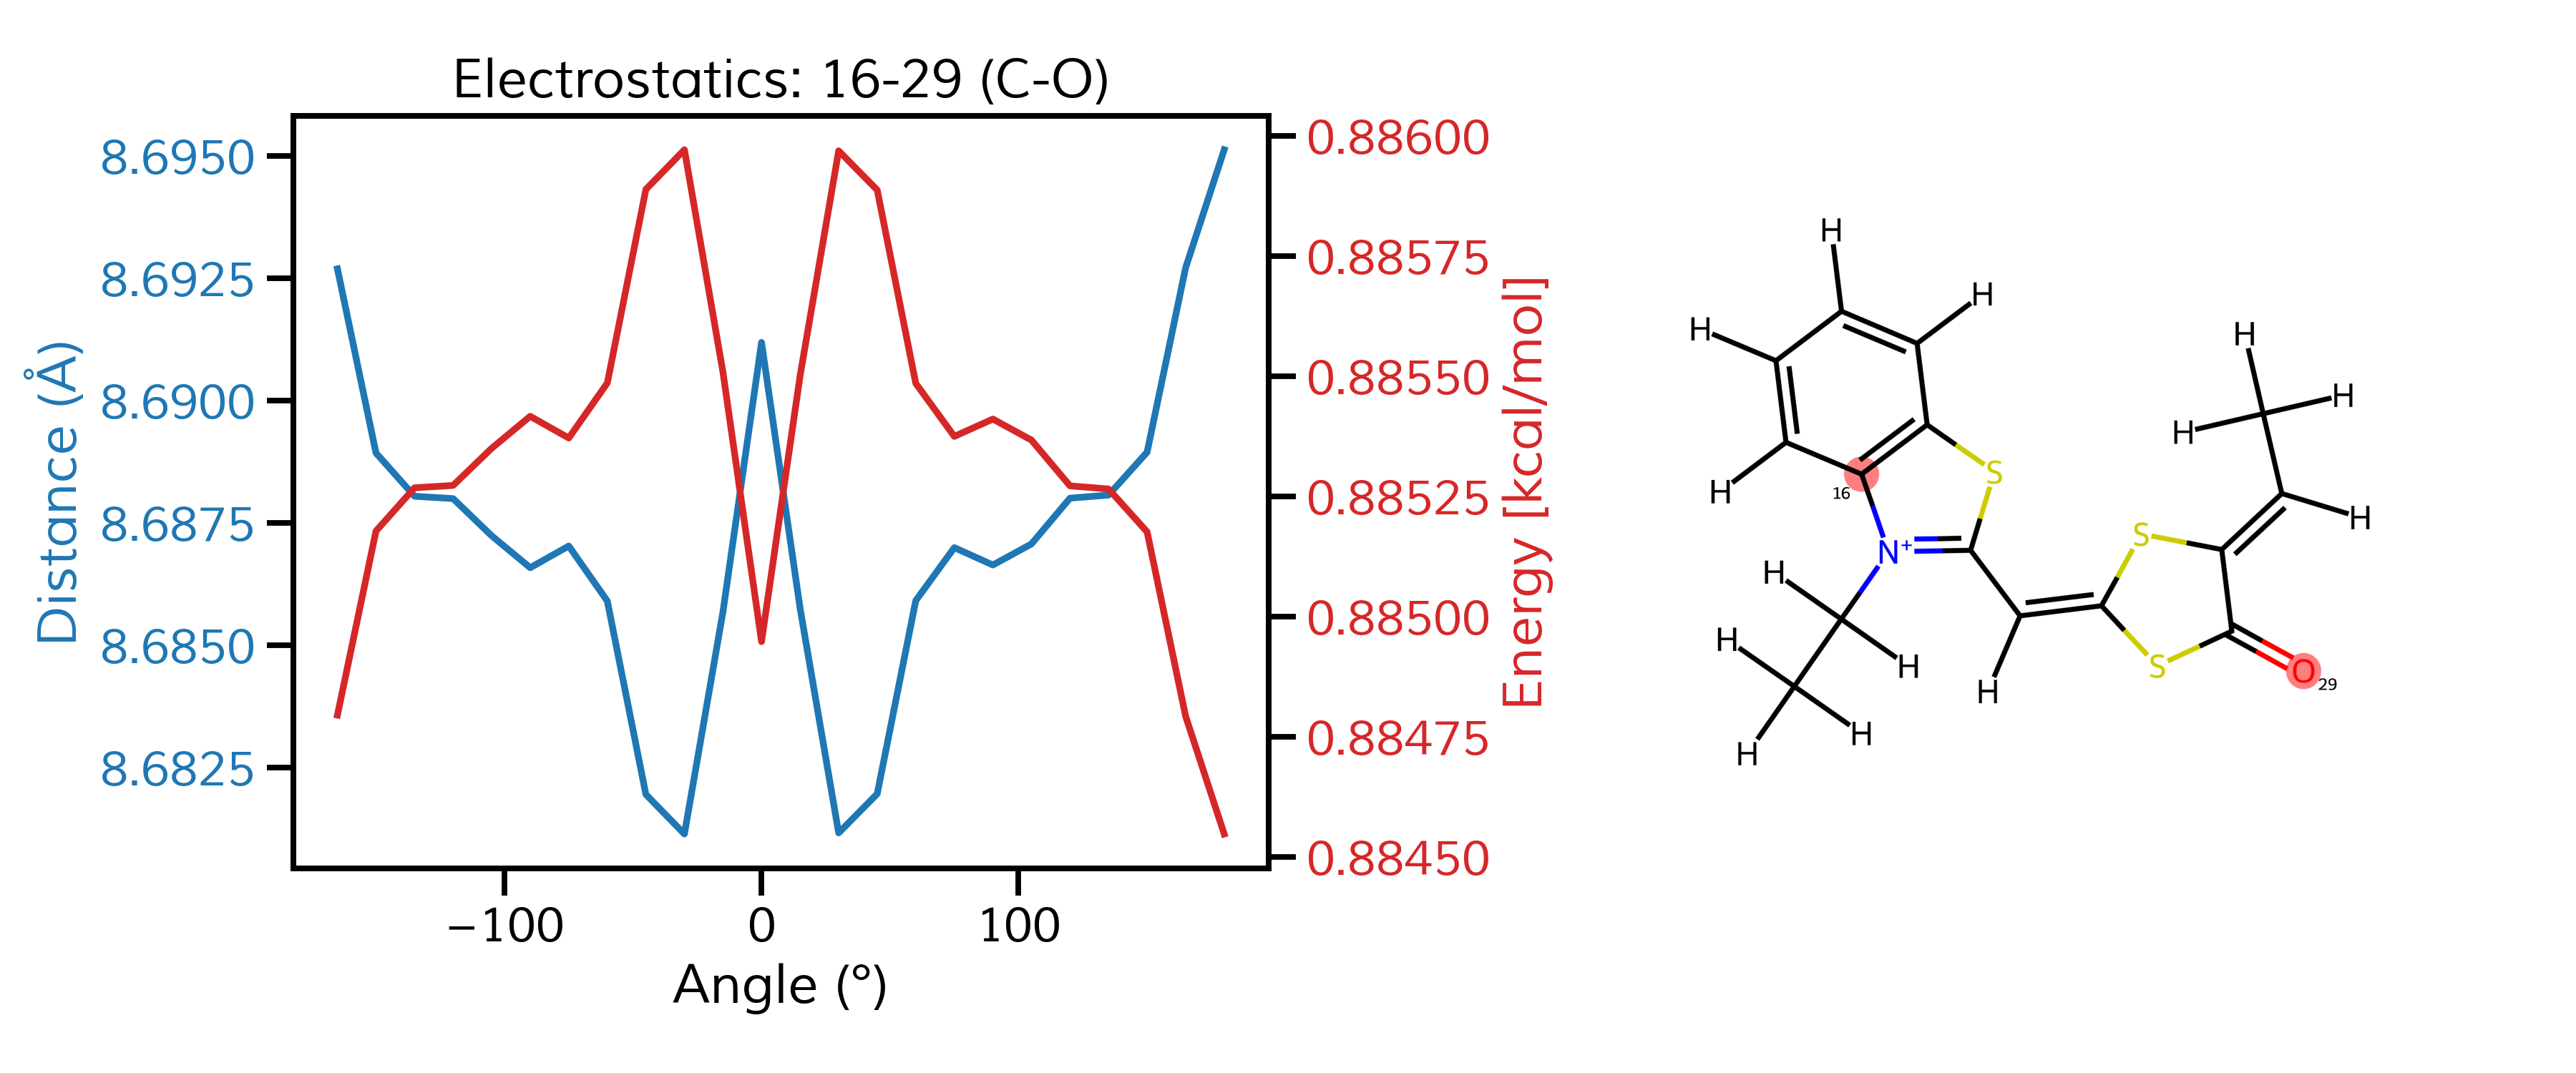 Electrostatics: 16-29 (C-O)
Distance (Å)
8.6950
8.6925
8.6900
8.6875
8.6850
8.6825
0.88600
0.88575
0.88550
0.88525
0.88500
0.88475
0.88450
Energy [kcal/mol]
−100
0
100
Angle (°)
H
H
H
H
H
H
H
S
16
H
S
N+
H
H
H
S
O
29
H
H
H